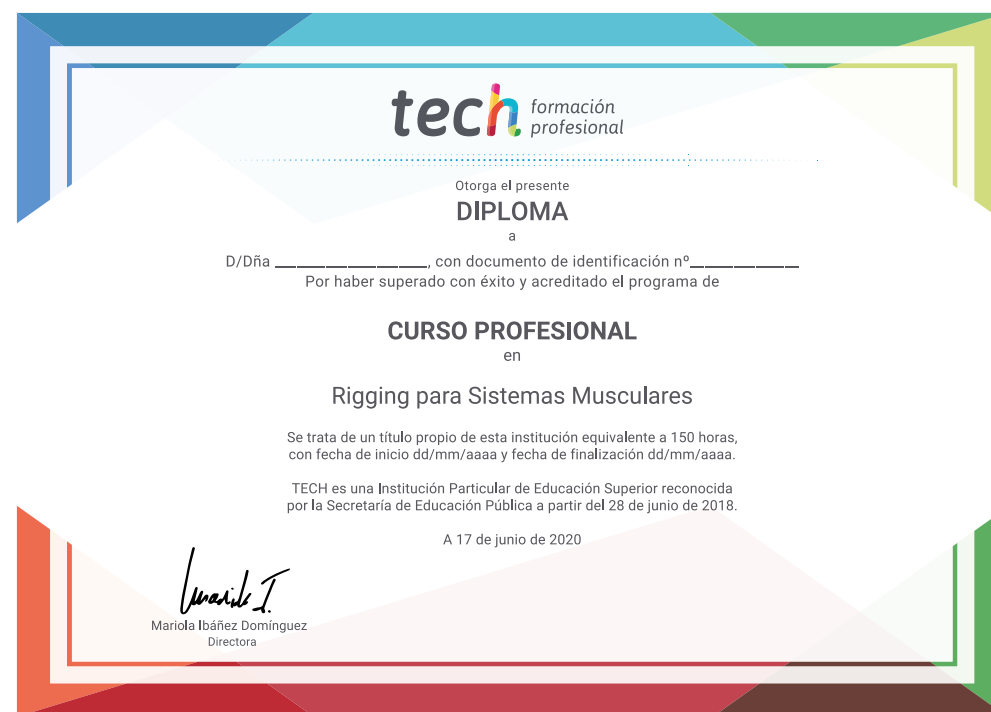 tech formación
profesional
Otorga el presente
DIPLOMA
a
D/Dña ______________, con documento de identificación nº__________
Por haber superado con éxito y acreditado el programa de
CURSO PROFESIONAL
en
Rigging para Sistemas Musculares
Se trata de un título propio de esta institución equivalente a 150 horas,
con fecha de inicio dd/mm/aaaa y fecha de finalización dd/mm/aaaa.
TECH es una Institución Particular de Educación Superior reconocida
por la Secretaría de Educación Pública a partir del 28 de junio de 2018.
A 17 de junio de 2020
Mariola I.
Mariola Ibáñez Domínguez
Directora